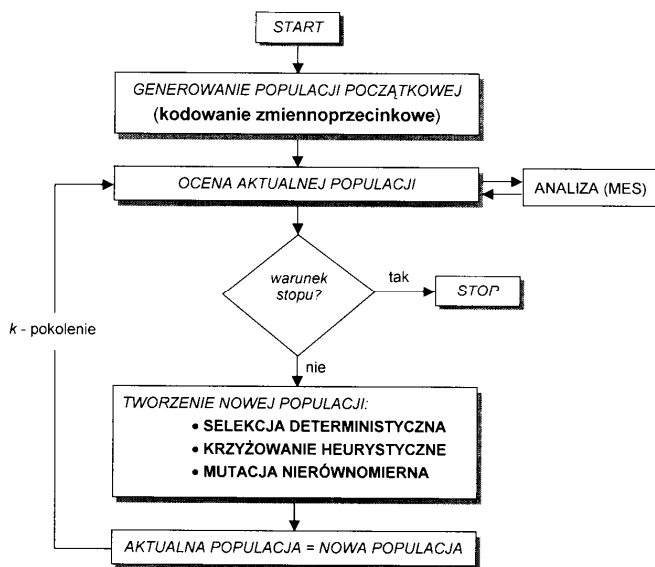 START
GENEROWANIE POPULACJI POCZĄTKOWEJ
(kodowanie zmiennoprzecinkowe)
OCENA AKTUALNEJ POPULACJI
ANALIZA (MES)
warunek
stopu?
tak
STOP
k - pokolenie
nie
TWORZENIE NOWEJ POPULACJI:
• SELEKCJA DETERMINISTYCZNA
• KRZYŻOWANIE HEURYSTYCZNE
• MUTACJA NIERÓWNOMIERNA
AKTUALNA POPULACJA = NOWA POPULACJA